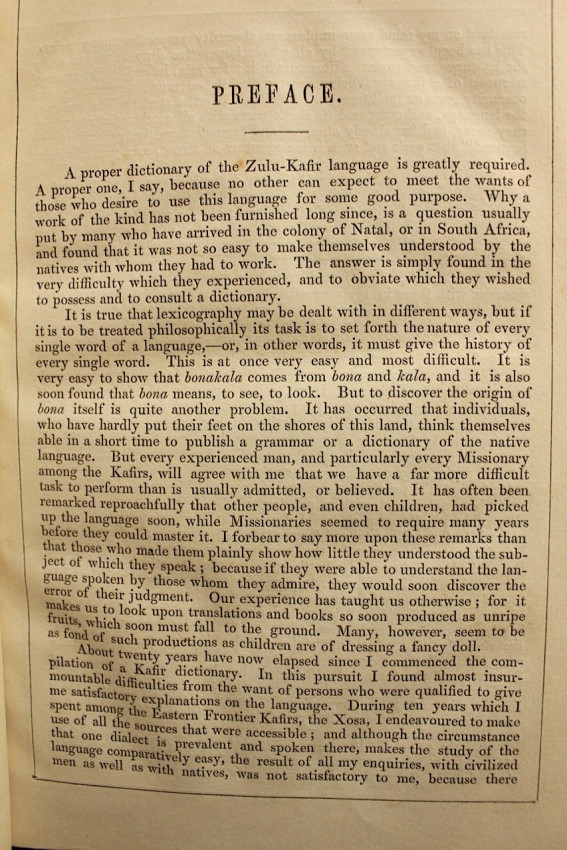 PREFACE.
A proper dictionary of the Zulu-Kafir language is greatly required.
A proper one, I say, because no other can expect to meet the wants of
those who desire to use this language for some good purpose. Why a
work of the kind has not been furnished long since, is a question usually
put by many who have arrived in the colony of Natal, or in South Africa,
and found that it was not so easy to make themselves understood by the
natives with whom they had to work. The answer is simply found in the
very difficulty which they experienced, and to obviate which they wished
to possess and to consult a dictionary.
It is true that lexicography may be dealt with in different ways, but if
it is to be treated philosophically its task is to set forth the nature of every
single word of a language,—or, in other words, it must give the history of
every single word. This is at once very easy and most difficult. It is
very easy to show that bonakala comes from bona and kala, and it is also
soon found that bona means, to see, to look. But to discover the origin of
bona itself is quite another problem. It has occurred that individuals,
who have hardly put their feet on the shores of this land, think themselves
able in a short time to publish a grammar or a dictionary of the native
language. But every experienced man, and particularly every Missionary
among the Kafirs, will agree with me that we have a far more difficult
task to perform than is usually admitted, or believed. It has often been
remarked reproachfully that other people, and even children, had picked
up the language soon, while Missionaries seemed to require many years
before they could master it. I forbear to say more upon these remarks than
that those who made them plainly show how little they understood the sub-
ject of which they speak; because if they were able to understand the lan-
guage spoken by those whom they admire, they would soon discover the
error of their judgment. Our experience has taught us otherwise; for it
makes us to look upon translations and books so soon produced as unripe
fruits, which soon must fall to the ground. Many, however, seem to be
as fond of such productions as children are of dressing a fancy doll.
About twenty years have now elapsed since I commenced the com-
pilation of a Kafir dictionary. In this pursuit I found almost insur-
mountable difficulties from the want of persons who were qualified to give
me satisfactory explanations on the language. During ten years which I
spent among the Eastern Frontier Kafirs, the Xosa, I endeavoured to make
use of all the sources that were accessible; and although the circumstance
that one dialect is prevalent and spoken there, makes the study of the
language comparatively easy, the result of all my enquiries, with civilized
men as well as with natives, was not satisfactory to me, because there